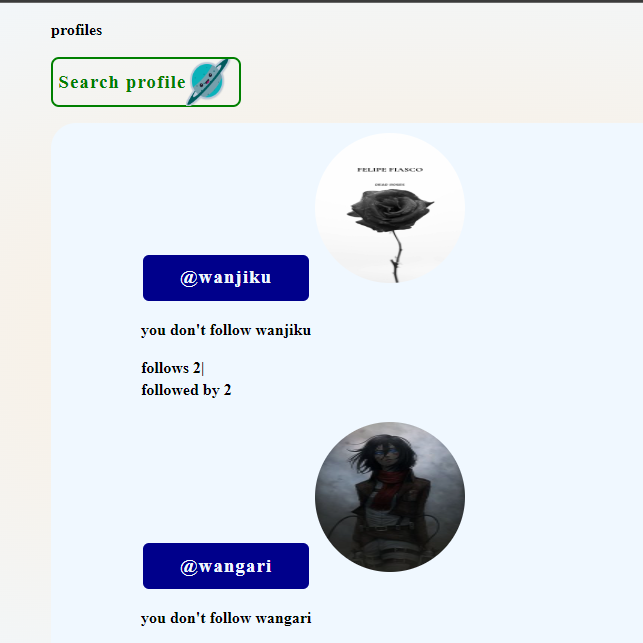 profiles
Search profile
FELIPE FIASCO
DEAD ROSES
@wanjiku
you don't follow wanjiku
follows 2|
followed by 2
@wangari
you don't follow wangari